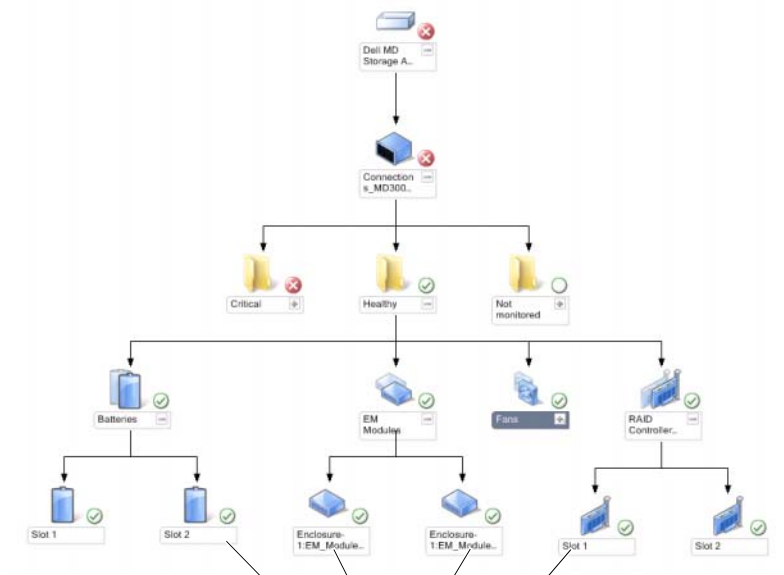 Dell MD
Storage A..
Connection
s_MD300..
Critical
Healthy
Not
monitored
Batteries
EM
Modules
Fans
RAID
Controller..
Slot 1
Slot 2
Enclosure-
1:EM_Module..
Enclosure-
1:EM_Module..
Slot 1
Slot 2